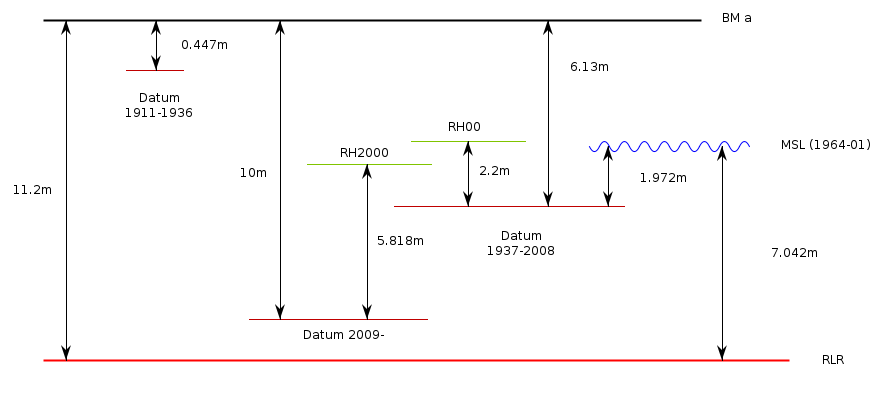 BM a
0.447m
6.13m
Datum
1911-1936
RH00
RH2000
MSL (1964-01)
10m
2.2m
1.972m
11.2m
5.818m
Datum
1937-2008
7.042m
Datum 2009-
RLR